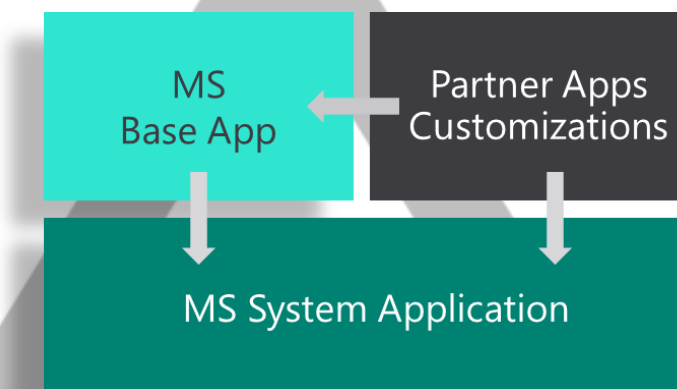 MS
Base App
Partner Apps
Customizations
MS System Application